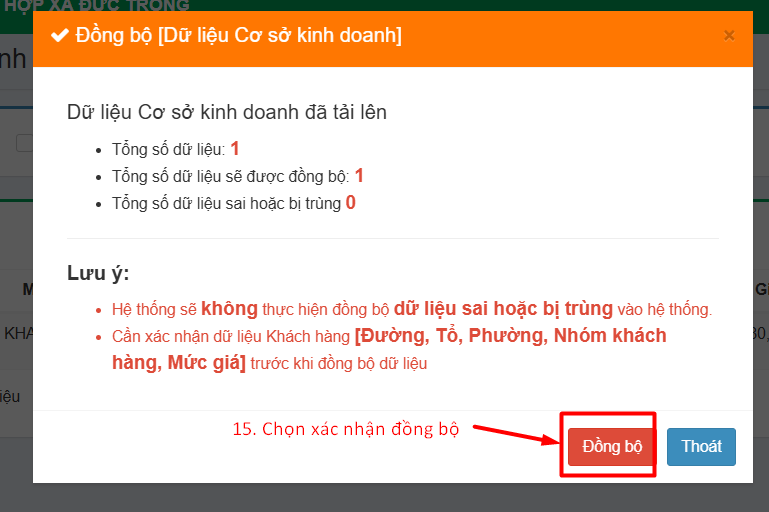 HỢP XÃ ĐỨC TRỌNG
Đồng bộ [Dữ liệu Cơ sở kinh doanh]
×
nh
Dữ liệu Cơ sở kinh doanh đã tải lên
Tổng số dữ liệu: 1
Tổng số dữ liệu sẽ được đồng bộ: 1
Tổng số dữ liệu sai hoặc bị trùng 0
Lưu ý:
M
G
Hệ thống sẽ không thực hiện đồng bộ dữ liệu sai hoặc bị trùng vào hệ thống.
KHA
30,
Cần xác nhận dữ liệu Khách hàng [Đường, Tổ, Phường, Nhóm khách
hàng, Mức giá] trước khi đồng bộ dữ liệu
iệu
15. Chọn xác nhận đồng bộ
Đồng bộ
Thoát